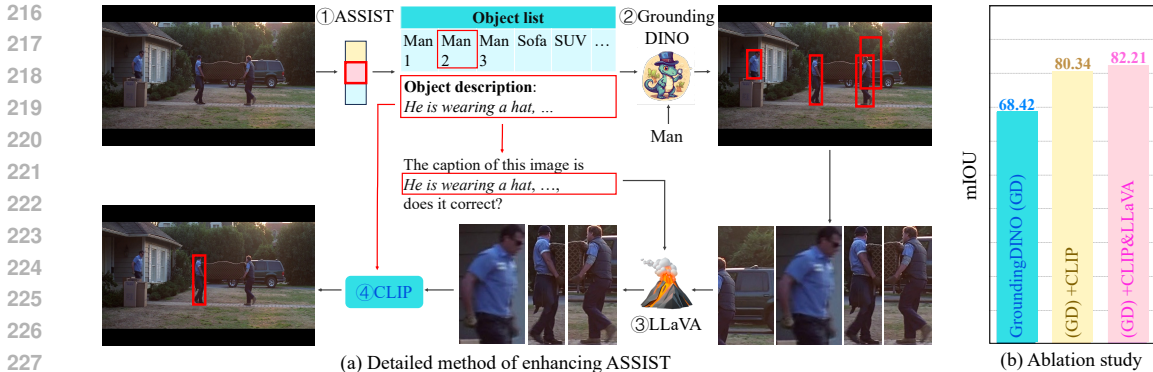 216
217
218
219
220
221
222
223
224
225
226
227
①ASSIST
Object list
Man 1
Man 2
Man 3
Sofa
SUV
...
Object description:
He is wearing a hat, ...
②Grounding
DINO
Man
The caption of this image is
He is wearing a hat, ...,
does it correct?
③LLaVA
④CLIP
(a) Detailed method of enhancing ASSIST
mIOU
68.42
80.34
82.21
GroundingDINO (GD)
(GD) +CLIP
(GD) +CLIP&LLaVA
(b) Ablation study